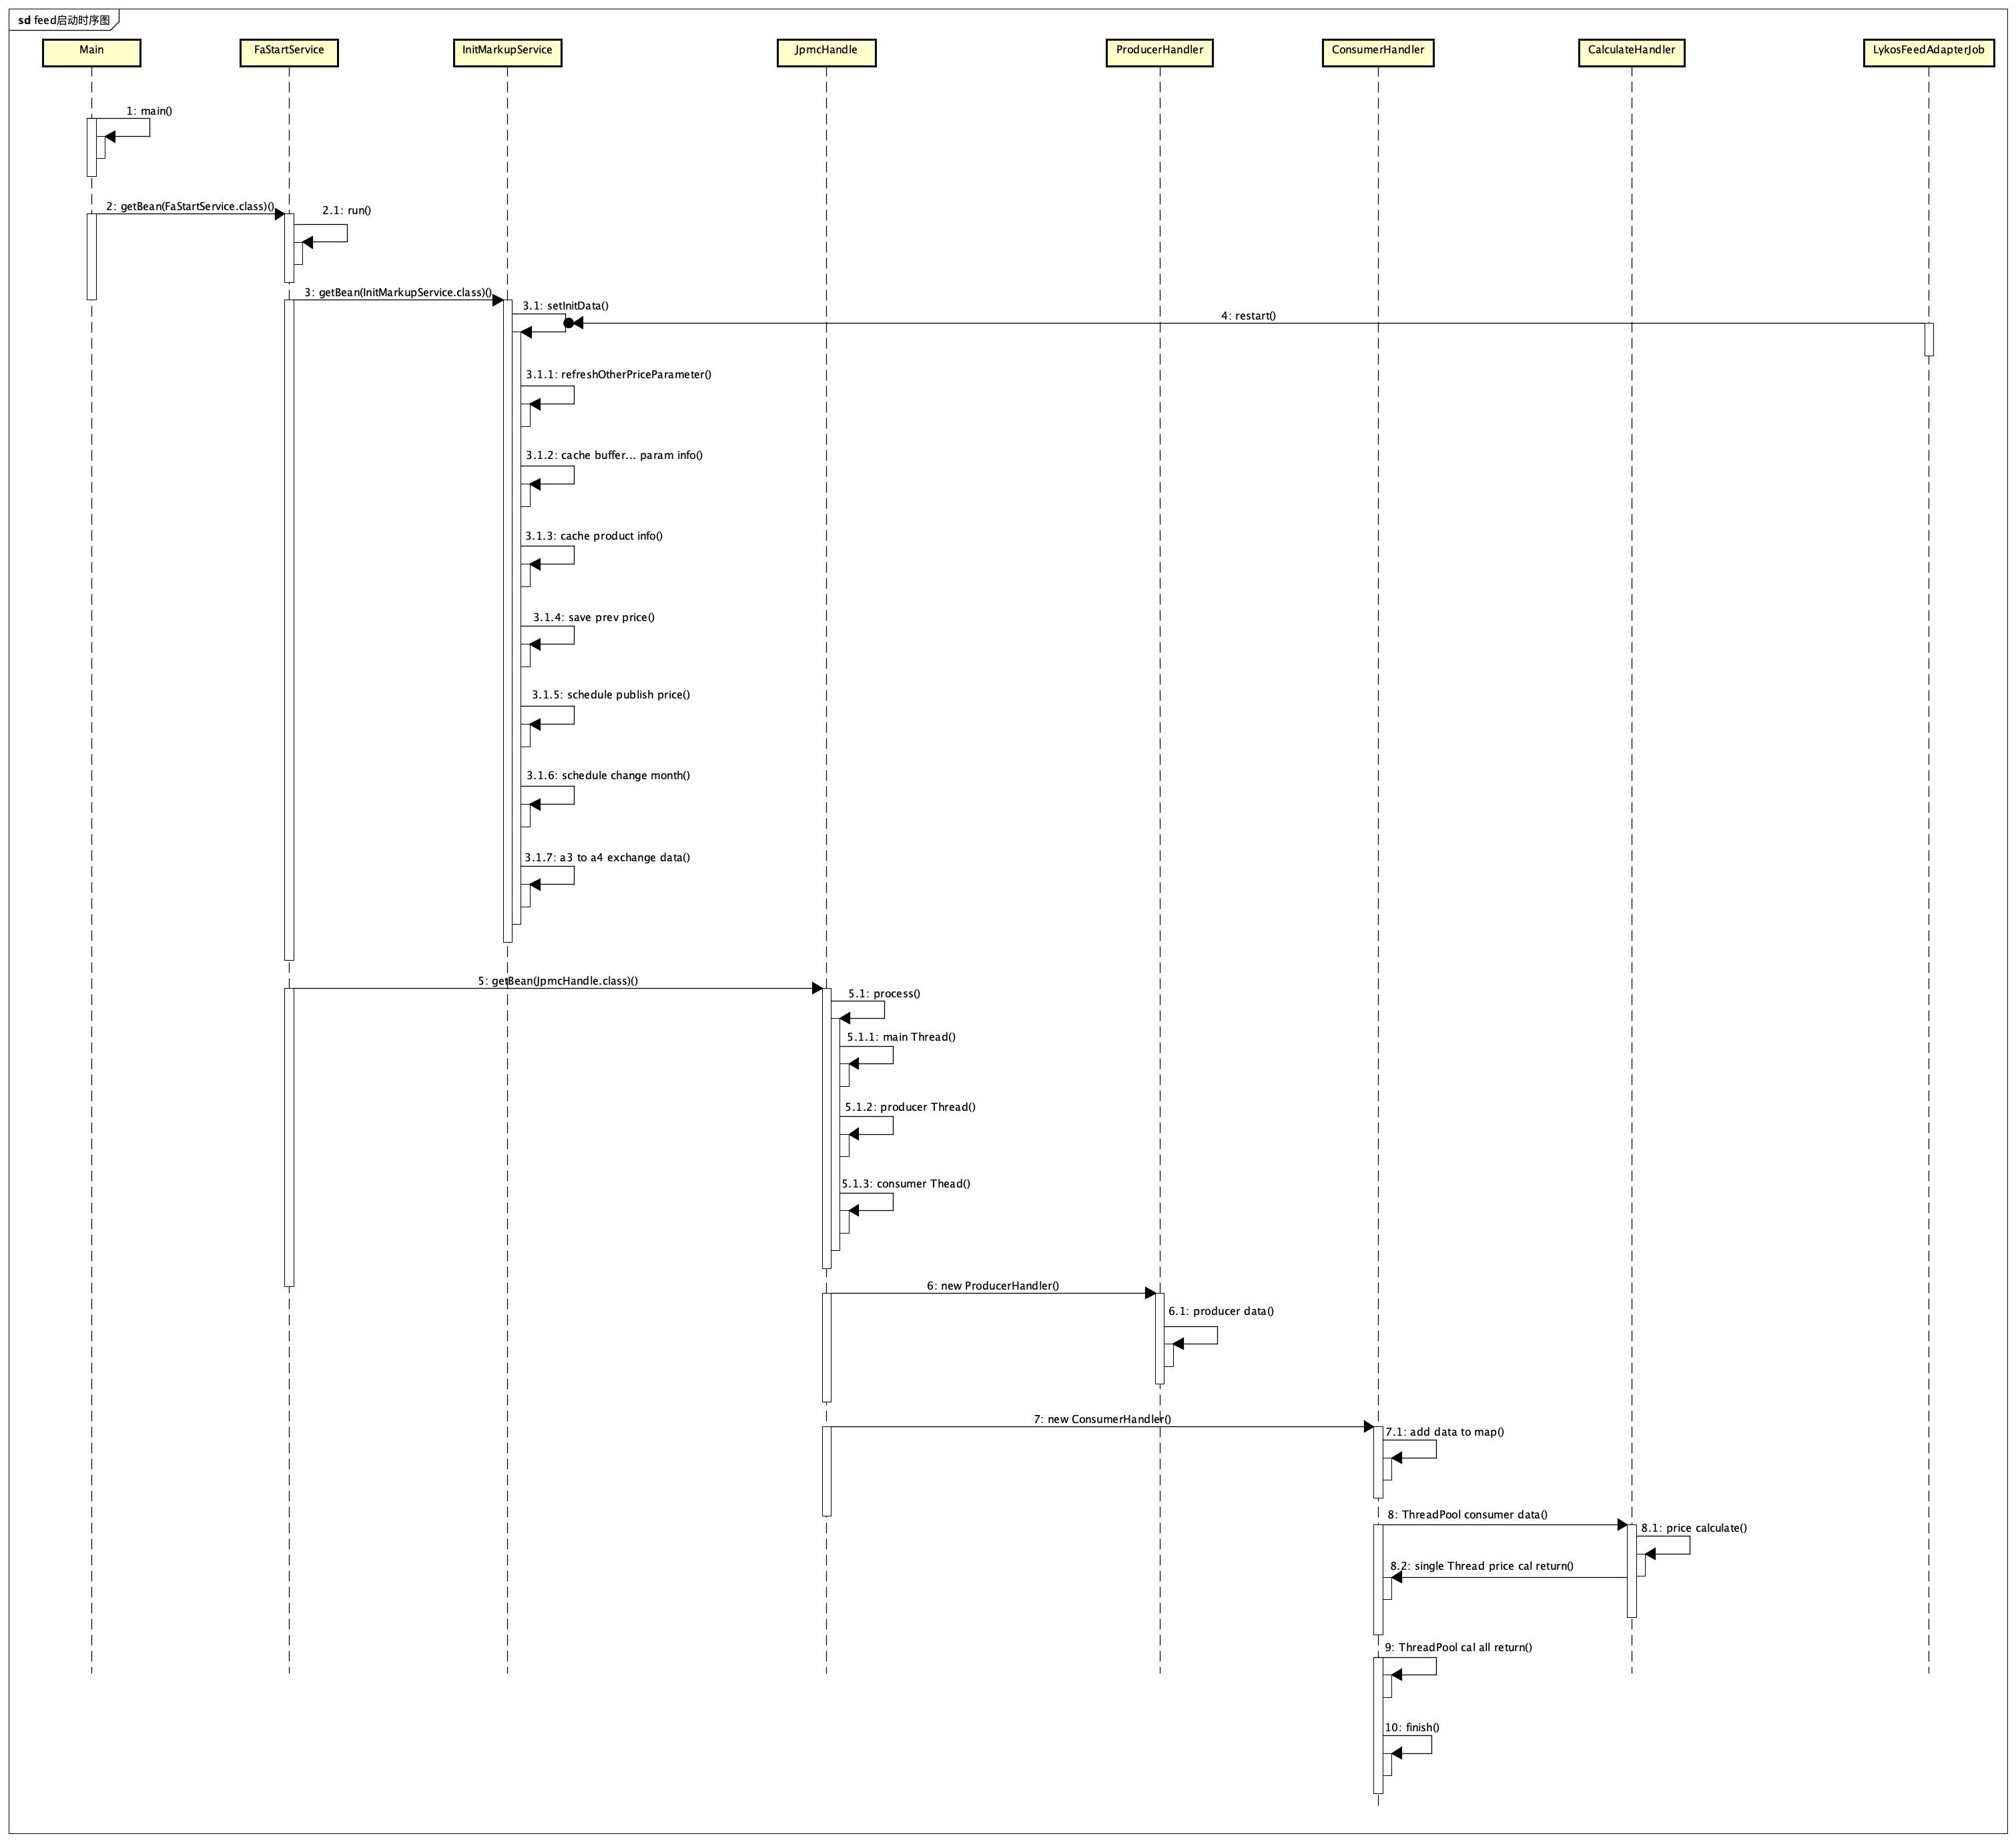 sd feed启动时序图
Main
FaStartService
InitMarkupService
JpmcHandle
ProducerHandler
ConsumerHandler
CalculateHandler
LykosFeedAdapterJob
1: main()
2: getBean(FaStartService.class)()
2.1: run()
3: getBean(InitMarkupService.class)()
3.1: setInitData()
4: restart()
3.1.1: refreshOtherPriceParameter()
3.1.2: cache buffer... param info()
3.1.3: cache product info()
3.1.4: save prev price()
3.1.5: schedule publish price()
3.1.6: schedule change month()
3.1.7: a3 to a4 exchange data()
5: getBean(JpmcHandle.class)()
5.1: process()
5.1.1: main Thread()
5.1.2: producer Thread()
5.1.3: consumer Thead()
6: new ProducerHandler()
6.1: producer data()
7: new ConsumerHandler()
7.1: add data to map()
8: ThreadPool consumer data()
8.1: price calculate()
8.2: single Thread price cal return()
9: ThreadPool cal all return()
10: finish()